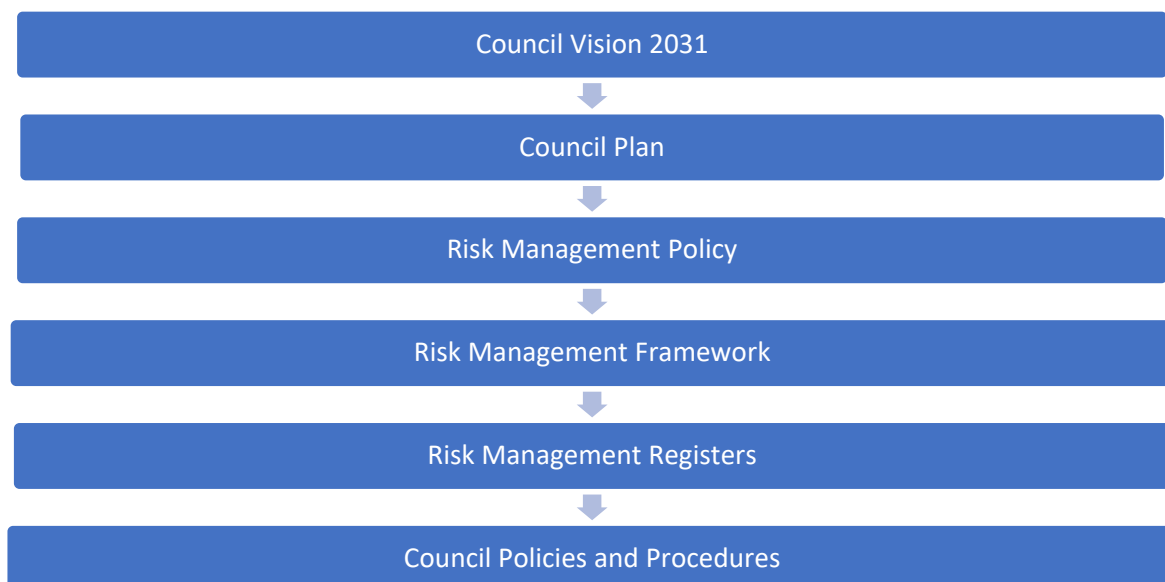 Council Vision 2031
Council Plan
Risk Management Policy
Risk Management Framework
Risk Management Registers
Council Policies and Procedures